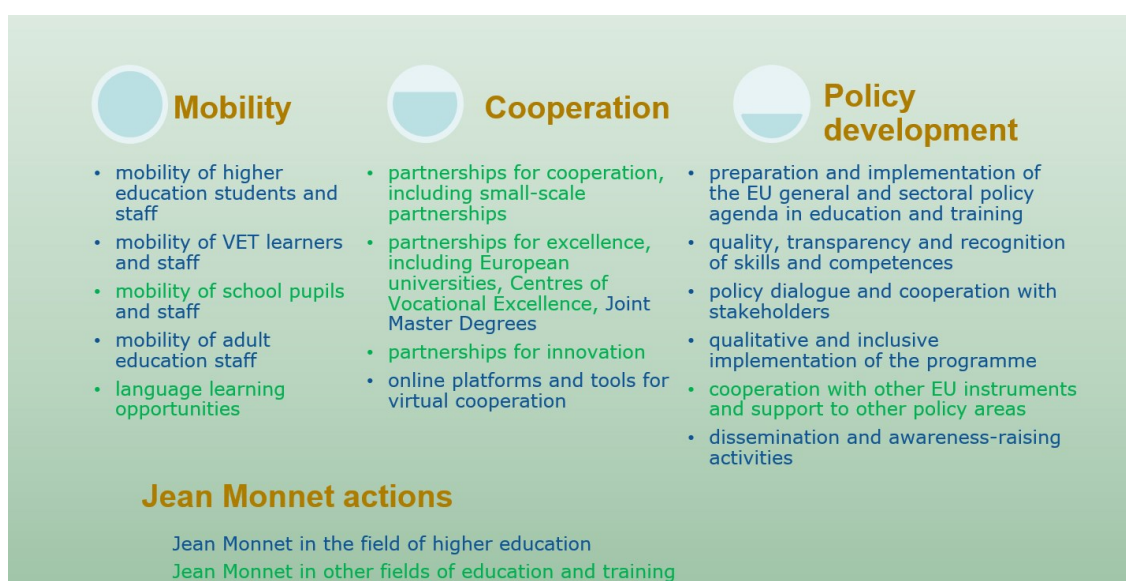 Mobility
• mobility of higher
education students and
staff
• mobility of VET learners
and staff
• mobility of school pupils
and staff
• mobility of adult
education staff
• language learning
opportunities
Cooperation
• partnerships for cooperation,
including small-scale
partnerships
• partnerships for excellence,
including European
universities, Centres of
Vocational Excellence, Joint
Master Degrees
• partnerships for innovation
• online platforms and tools for
virtual cooperation
Policy
development
• preparation and implementation of
the EU general and sectoral policy
agenda in education and training
• quality, transparency and recognition
of skills and competences
• policy dialogue and cooperation with
stakeholders
• qualitative and inclusive
implementation of the programme
• cooperation with other EU instruments
and support to other policy areas
• dissemination and awareness-raising
activities
Jean Monnet actions
Jean Monnet in the field of higher education
Jean Monnet in other fields of education and training